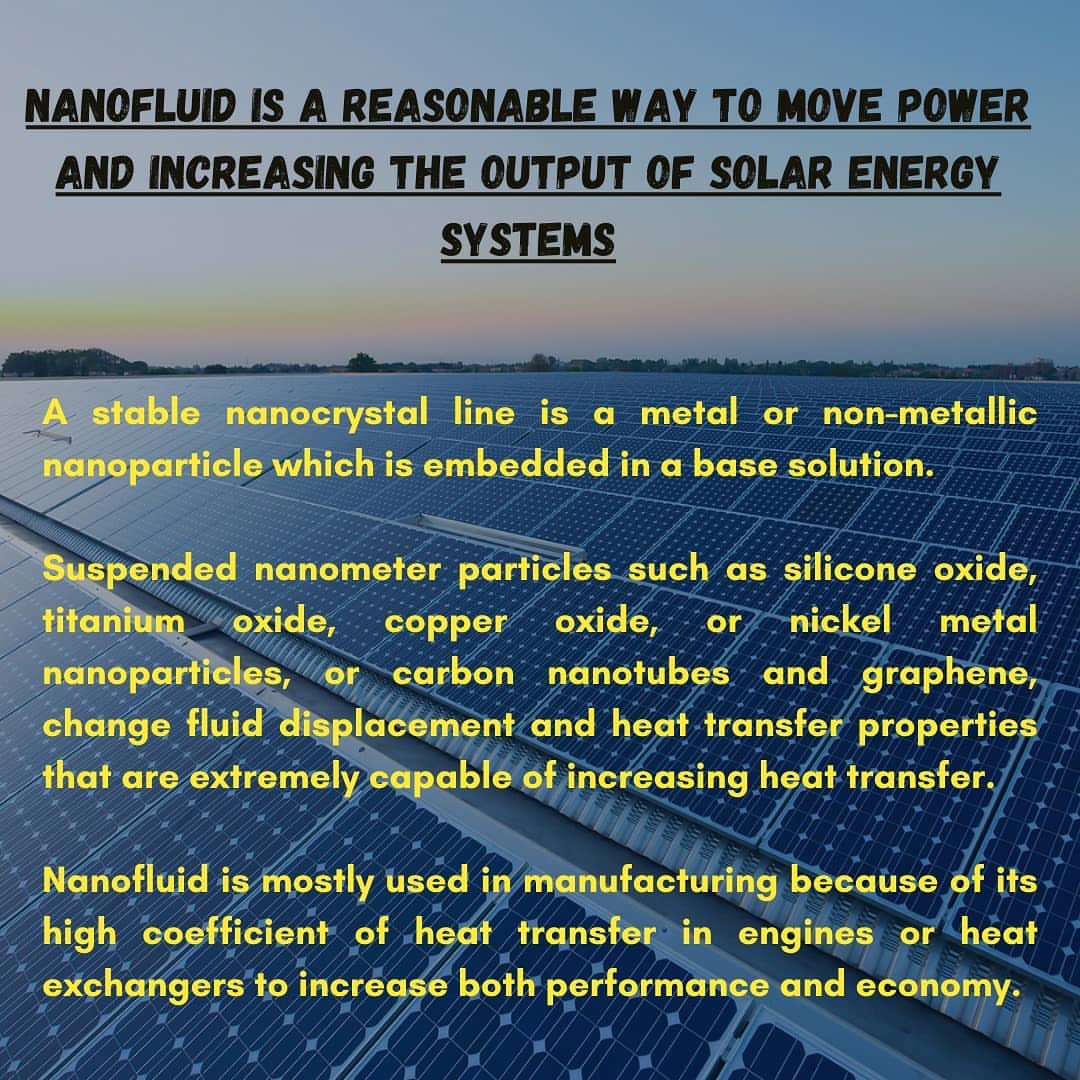 NANOFLUID IS A REASONABLE WAY TO MOVE POWER
AND INCREASING THE OUTPUT OF SOLAR ENERGY
SYSTEMS
A stable nanocrystal line is a metal or non-metallic
nanoparticle which is embedded in a base solution.
Suspended nanometer particles such as silicone oxide,
titanium oxide, copper oxide, or nickel metal
nanoparticles, or carbon nanotubes and graphene,
change fluid displacement and heat transfer properties
that are extremely capable of increasing heat transfer.
Nanofluid is mostly used in manufacturing because of its
high coefficient of heat transfer in engines or heat
exchangers to increase both performance and economy.